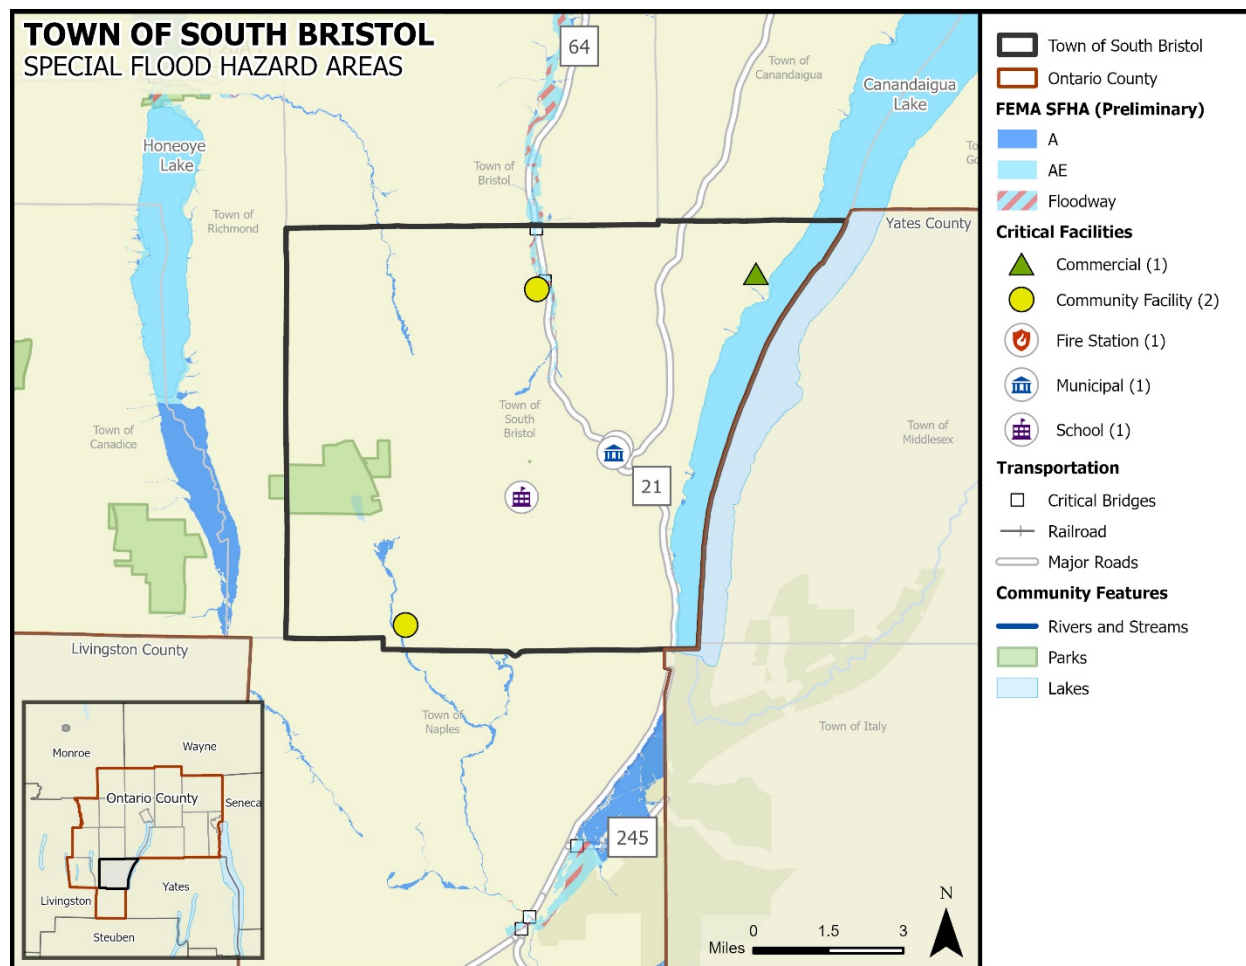 TOWN OF SOUTH BRISTOL
SPECIAL FLOOD HAZARD AREAS
64
Town of
Canandaigua
Canandaigua
Lake
Honeoye
Lake
Town of
Bristol
Town of
Richmond
Yates County
Town of
Canadice
Town of
South
Bristol
Town of
Middlesex
21
Livingston County
Town of
Naples
Town of Italy
245
Monroe
Wayne
Ontario County
Seneca
Livingston
Yates
Steuben
N
0 1.5 3
Miles
Town of South Bristol
Ontario County
FEMA SFHA (Preliminary)
A
AE
Floodway
Critical Facilities
Commercial (1)
Community Facility (2)
Fire Station (1)
Municipal (1)
School (1)
Transportation
Critical Bridges
Railroad
Major Roads
Community Features
Rivers and Streams
Parks
Lakes